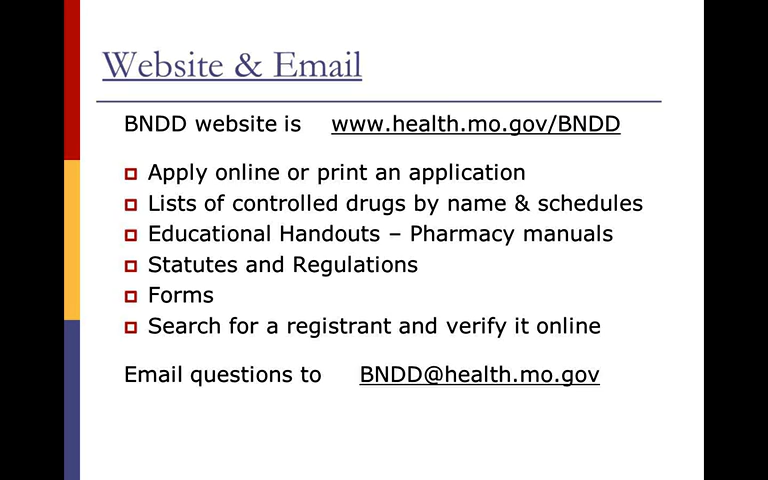 Website & Email
BNDD website is www.health.mo.gov/BNDD
Apply online or print an application
Lists of controlled drugs by name & schedules
Educational Handouts – Pharmacy manuals
Statutes and Regulations
Forms
Search for a registrant and verify it online
Email questions to BNDD@health.mo.gov